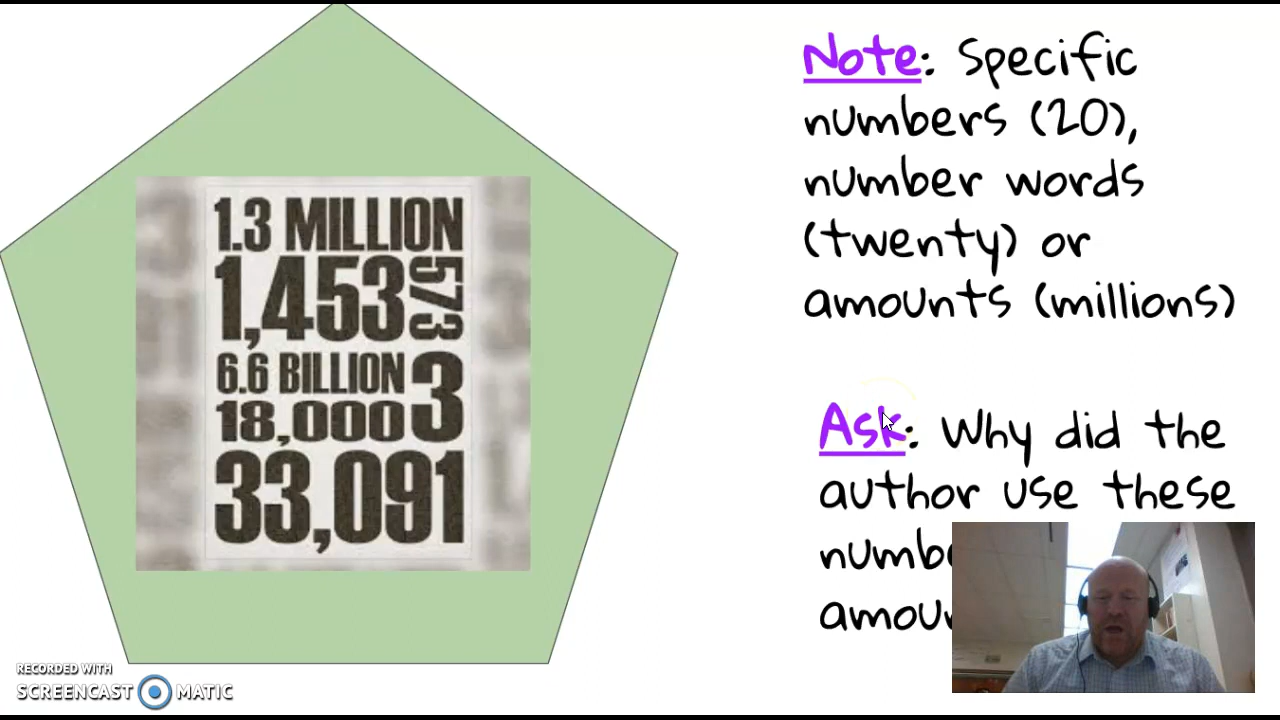 1.3 MILLION
1,453
573
6.6 BILLION
3
18,000
33,091
Note: Specific
numbers (20),
number words
(twenty) or
amounts (millions)
Ask: Why did the
author use these
RECORDED WITH
SCREENCAST MATIC